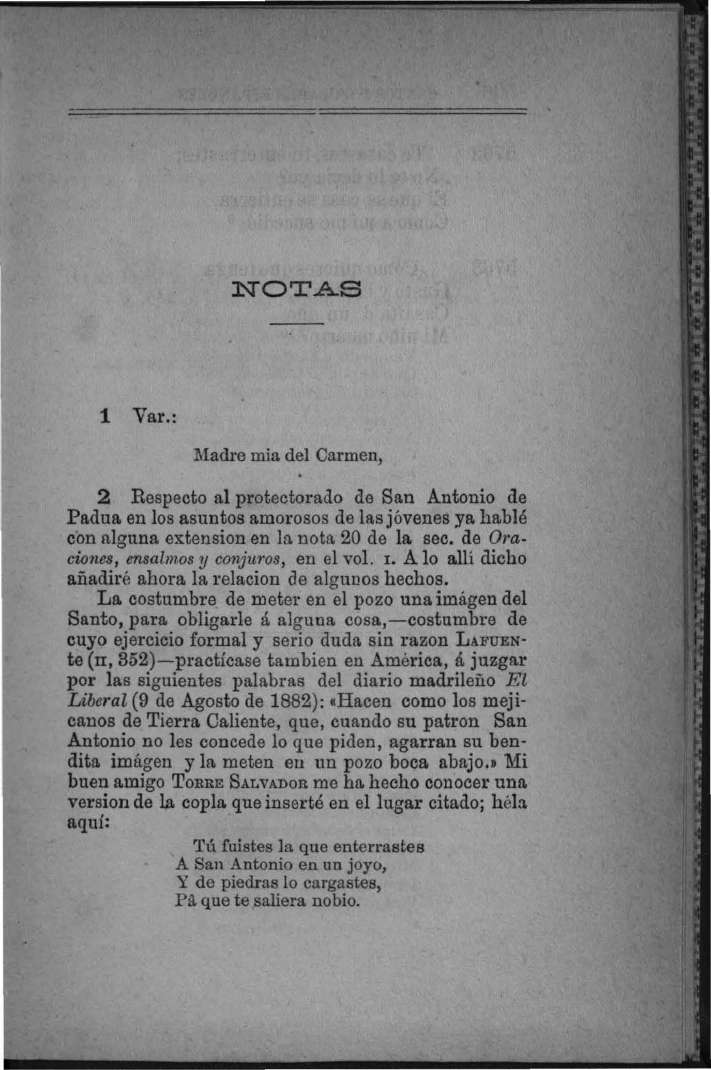 NOTAS
1 Var.:
Madre mia del Carmen,
2 Respecto al protectorado de San Antonio de
Padua en los asuntos amorosos de las jóvenes ya hablé
con alguna extension en la nota 20 de la sec. de Ora-
ciones, ensalmos y conjuros, en el vol. I. A lo allí dicho
añadiré ahora la relacion de algunos hechos.
La costumbre de meter en el pozo una imágen del
Santo, para obligarle á alguna cosa,—costumbre de
cuyo ejercicio formal y serio duda sin razon LAFUEN-
te (II, 352)—practícase tambien en América, á juzgar
por las siguientes palabras del diario madrileño El
Liberal (9 de Agosto de 1882): «Hacen como los meji-
canos de Tierra Caliente, que, cuando su patron San
Antonio no les concede lo que piden, agarran su ben-
dita imágen y la meten en un pozo boca abajo.» Mi
buen amigo TORRE SALVADOR me ha hecho conocer una
version de la copla que inserté en el lugar citado; héla
aquí:
Tú fuistes la que enterrastes
A San Antonio en un joyo,
Y de piedras lo cargastes,
Pâ que te saliera nobio.